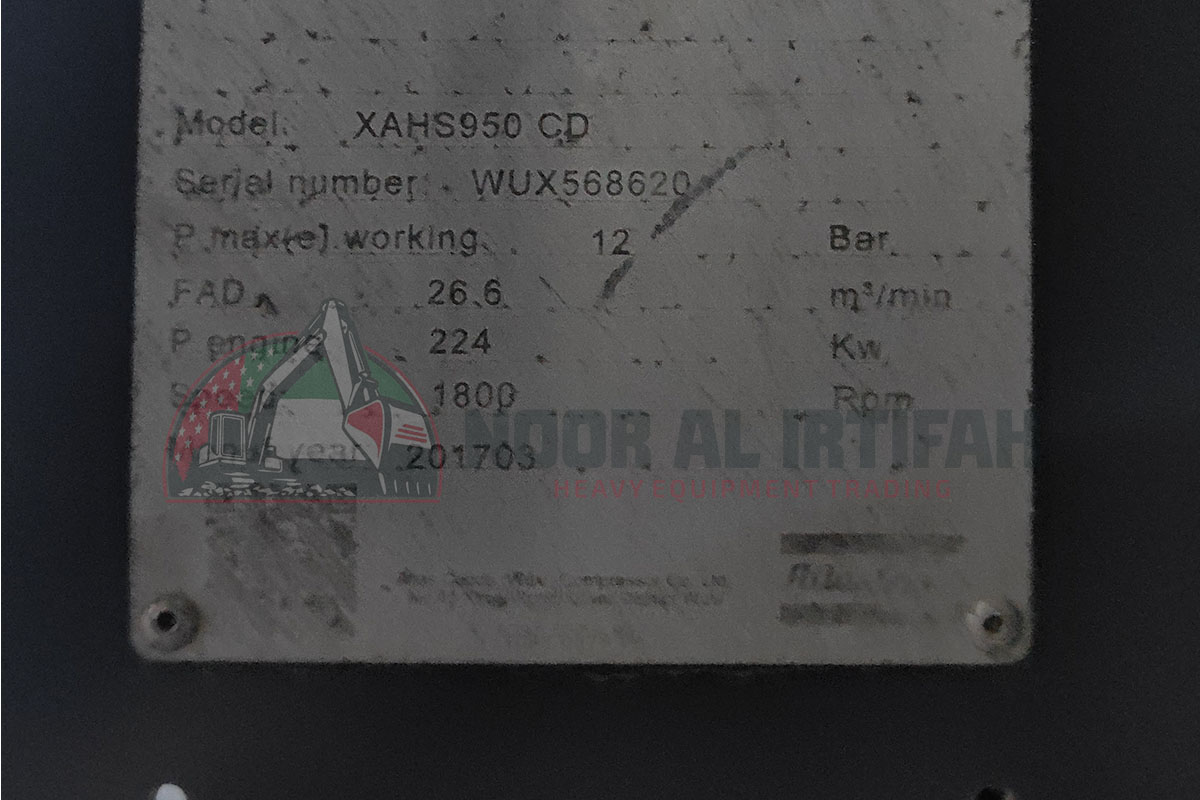 Model: XAHS950 CD
Serial number: WUX568620
P max(e) working 12 Bar
FAD 26.6 m³/min
P engine 224 Kw
1800 Rpm
year 201703
NOOR AL IRTIFAH
HEAVY EQUIPMENT TRADING